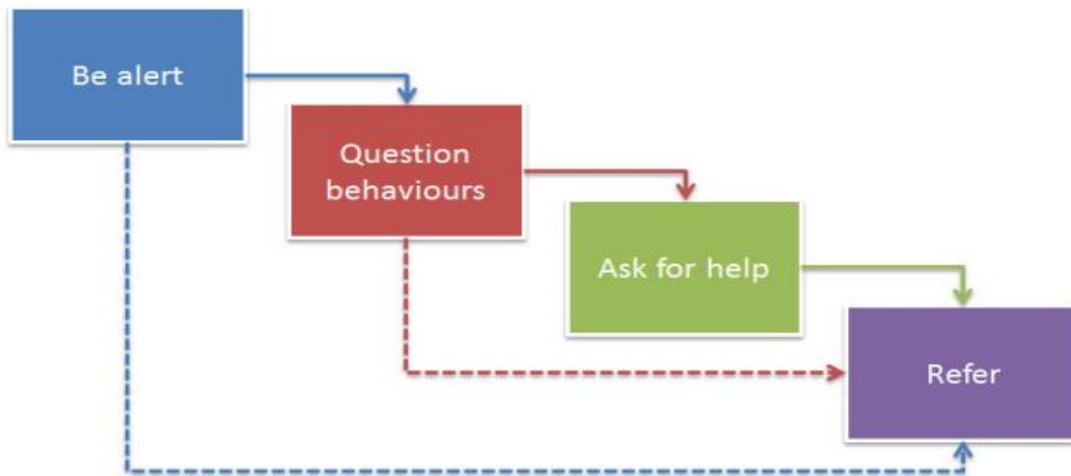 Be alert
Question
behaviours
Ask for help
Refer